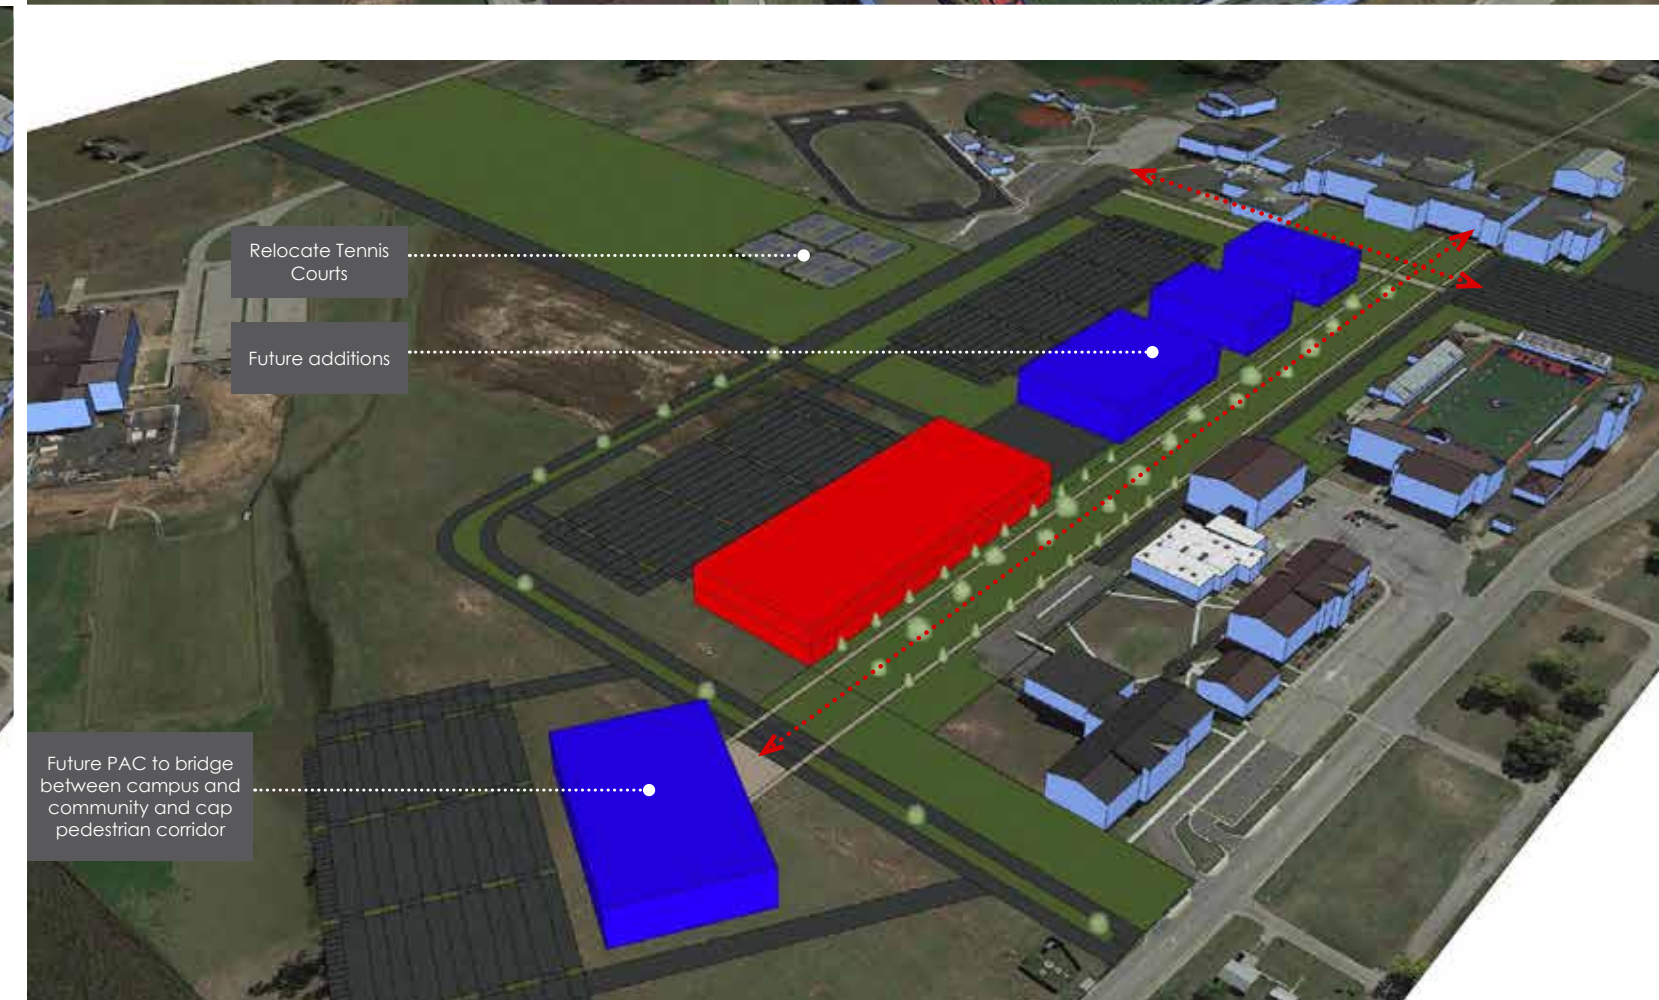 Relocate Tennis
Courts
Future additions
Future PAC to bridge
between campus and
community and cap
pedestrian corridor